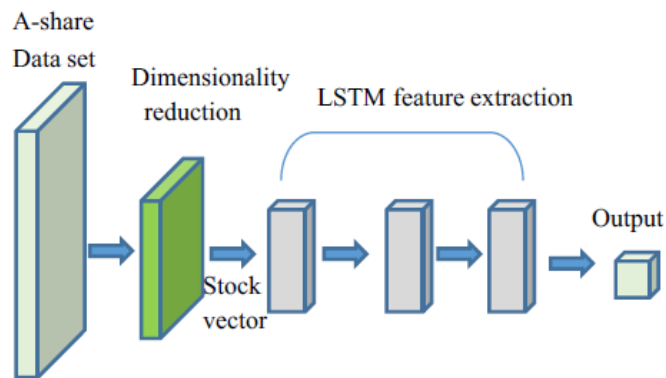 A-share
Data set
Dimensionality
reduction
LSTM feature extraction
Stock
vector
Output